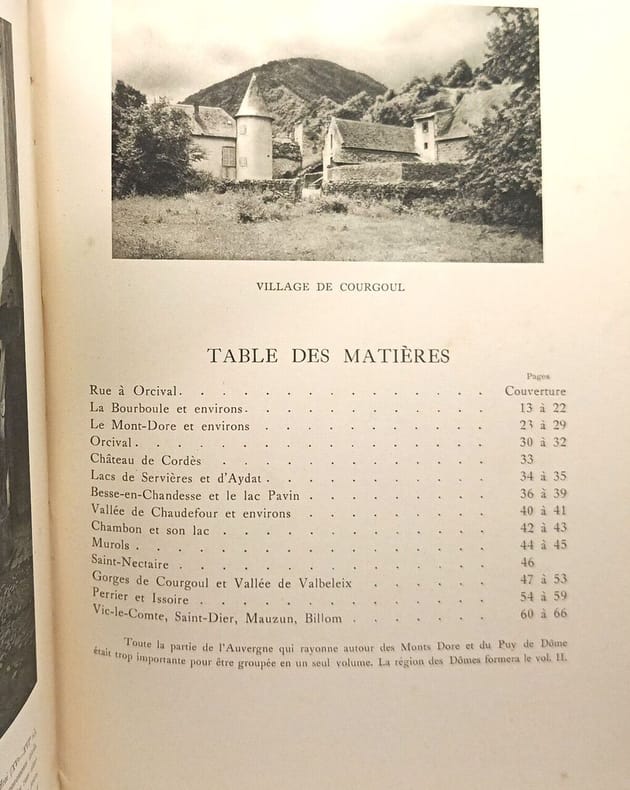 VILLAGE DE COURGOUL
TABLE DES MATIÈRES
Pages
Rue à Orcival. . . . . . . . . . . . . Couverture
La Bourboule et environs. . . . . . . . . . . 13 à 22
Le Mont-Dore et environs . . . . . . . . . . 23 à 29
Orcival. . . . . . . . . . . . . . . 30 à 32
Château de Cordès . . . . . . . . . . . . 33
Lacs de Servières et d'Aydat. . . . . . . . . . 34 à 35
Besse-en-Chandesse et le lac Pavin . . . . . . . . 36 à 39
Vallée de Chaudefour et environs . . . . . . . . 40 à 41
Chambon et son lac . . . . . . . . . . . 42 à 43
Murols. . . . . . . . . . . . . . . 44 à 45
Saint-Nectaire . . . . . . . . . . . . . 46
Gorges de Courgoul et Vallée de Valbeleix . . . . . . 47 à 53
Perrier et Issoire . . . . . . . . . . . . 54 à 59
Vic-le-Comte, Saint-Dier, Mauzun, Billom . . . . . . 60 à 66
Toute la partie de l'Auvergne qui rayonne autour des Monts Dore et du Puy de Dôme
était trop importante pour être groupée en un seul volume. La région des Dômes formera le vol. II.